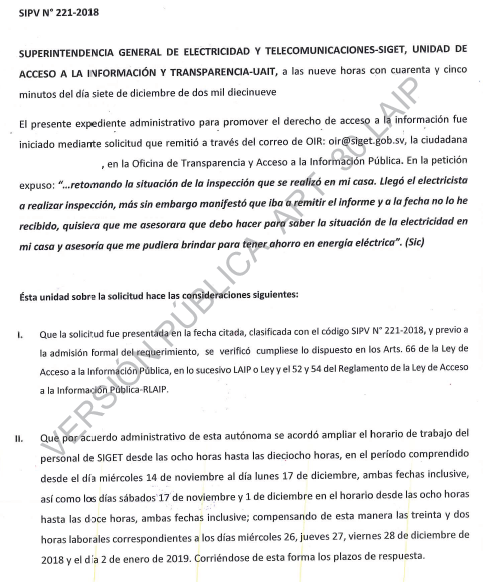 SIPV N° 221-2018
SUPERINTENDENCIA GENERAL DE ELECTRICIDAD Y TELECOMUNICACIONES-SIGET, UNIDAD DE
ACCESO A LA INFORMACIÓN Y TRANSPARENCIA-UAIT, a las nueve horas con cuarenta y cinco
minutos del día siete de diciembre de dos mil diecinueve
El presente expediente administrativo para promover el derecho de acceso a la información fue
iniciado mediante solicitud que remitió a través del correo de OIR: oir@siget.gob.sv, la ciudadana
, en la Oficina de Transparencia y Acceso a la Información Pública. En la petición
expuso: “...retomando la situación de la inspección que se realizó en mi casa. Llegó el electricista
a realizar inspección, más sin embargo manifestó que iba a remitir el informe y a la fecha no lo he
recibido, quisiera que me asesorara que debo hacer para saber la situación de la electricidad en
mi casa y asesoría que me pudiera brindar para tener ahorro en energía eléctrica”. (Sic)
Ésta unidad sobre la solicitud hace las consideraciones siguientes:
I. Que la solicitud fue presentada en la fecha citada, clasificada con el código SIPV N° 221-2018, y previo a
la admisión formal del requerimiento, se verificó cumpliese lo dispuesto en los Arts. 66 de la Ley de
Acceso a la Información Pública, en lo sucesivo LAIP o Ley y el 52 y 54 del Reglamento de la Ley de Acceso
a la Información Pública-RLAIP.
II. Que por acuerdo administrativo de esta autónoma se acordó ampliar el horario de trabajo del
personal de SIGET desde las ocho horas hasta las dieciocho horas, en el período comprendido
desde el día miércoles 14 de noviembre al día lunes 17 de diciembre, ambas fechas inclusive,
así como los días sábados 17 de noviembre y 1 de diciembre en el horario desde las ocho horas
hasta las doce horas, ambas fechas inclusive; compensando de esta manera las treinta y dos
horas laborales correspondientes a los días miércoles 26, jueves 27, viernes 28 de diciembre de
2018 y el día 2 de enero de 2019. Corriéndose de esta forma los plazos de respuesta.
VERSIÓN PUBLICA, ART. 30 LAIP